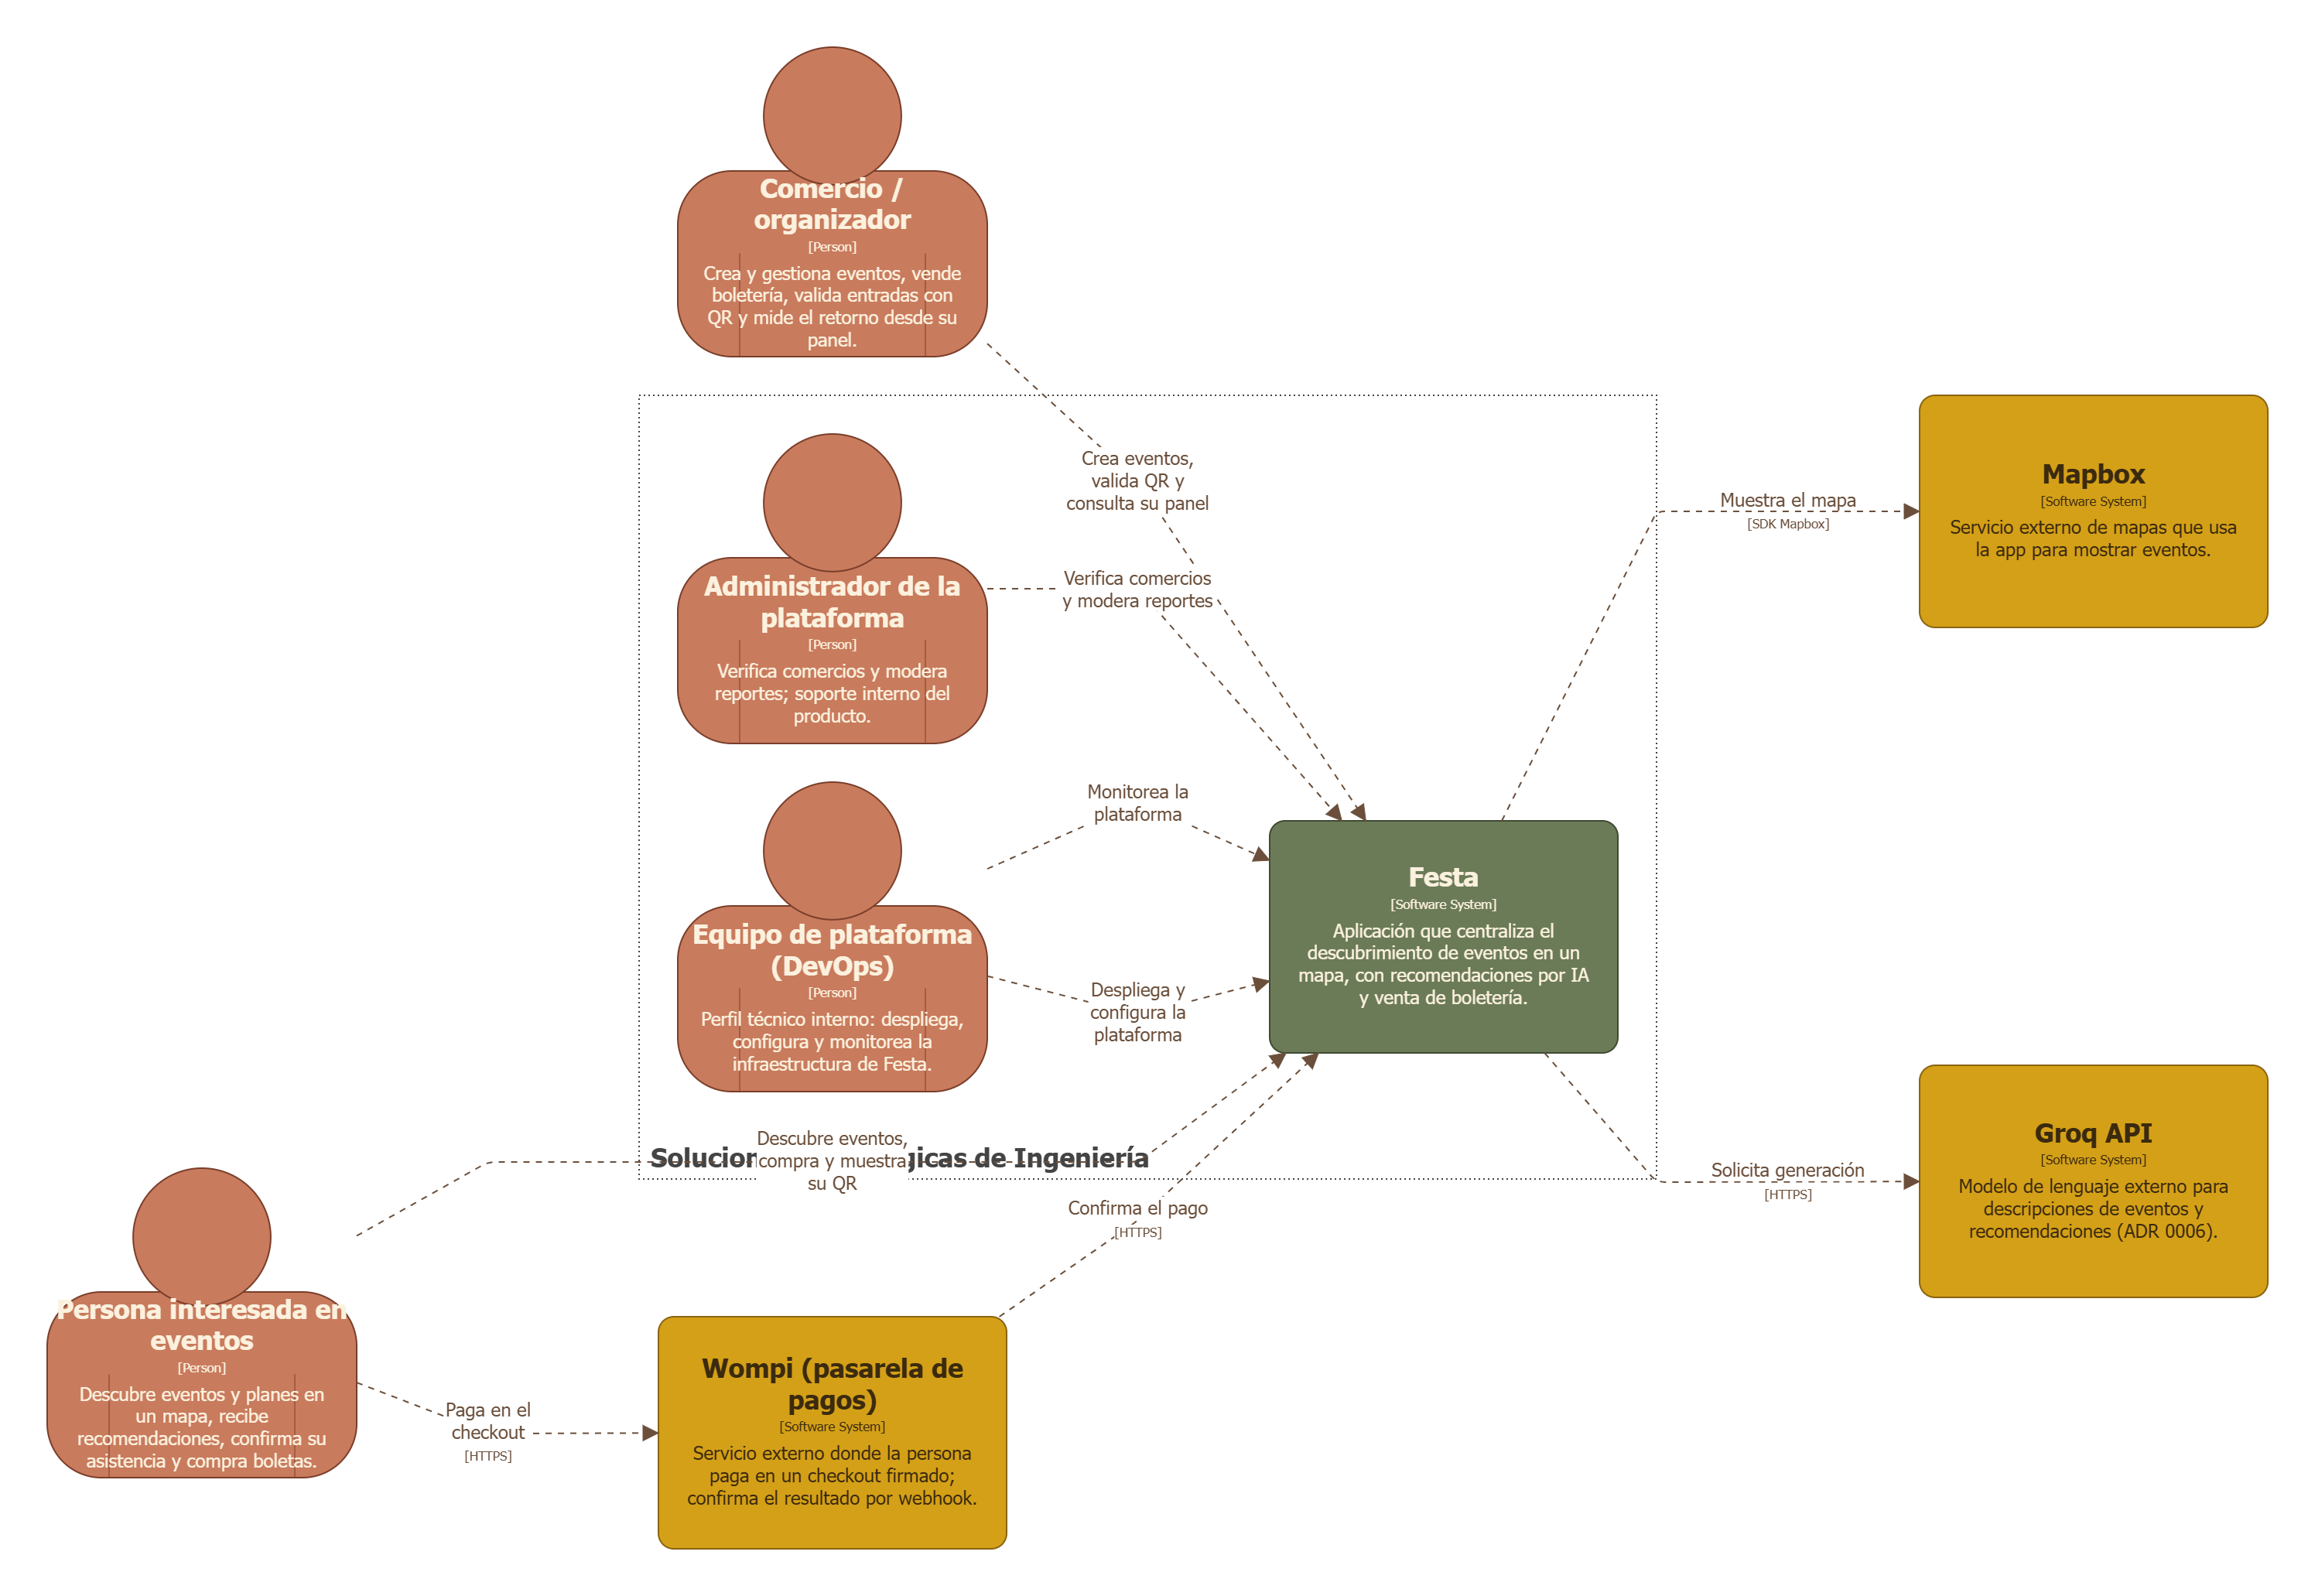 Comercio /
organizador
[Person]
Crea y gestiona eventos, vende
boletería, valida entradas con
QR y mide el retorno desde su
panel.
Crea eventos,
valida QR y
consulta su panel
Administrador de la
plataforma
[Person]
Verifica comercios y modera
reportes; soporte interno del
producto.
Verifica comercios
y modera reportes
Mapbox
[Software System]
Servicio externo de mapas que usa
la app para mostrar eventos.
Muestra el mapa
[SDK Mapbox]
Monitorea la
plataforma
Equipo de plataforma
(DevOps)
[Person]
Perfil técnico interno: despliega,
configura y monitorea la
infraestructura de Festa.
Despliega y
configura la
plataforma
Festa
[Software System]
Aplicación que centraliza el
descubrimiento de eventos en un
mapa, con recomendaciones por IA
y venta de boletería.
Descubre eventos,
compra y muestra
su QR
de Ingeniería
Confirma el pago
[HTTPS]
Solicita generación
[HTTPS]
Groq API
[Software System]
Modelo de lenguaje externo para
descripciones de eventos y
recomendaciones (ADR 0006).
Persona interesada en
eventos
[Person]
Descubre eventos y planes en
un mapa, recibe
recomendaciones, confirma su
asistencia y compra boletas.
Paga en el
checkout
[HTTPS]
Wompi (pasarela de
pagos)
[Software System]
Servicio externo donde la persona
paga en un checkout firmado;
confirma el resultado por webhook.